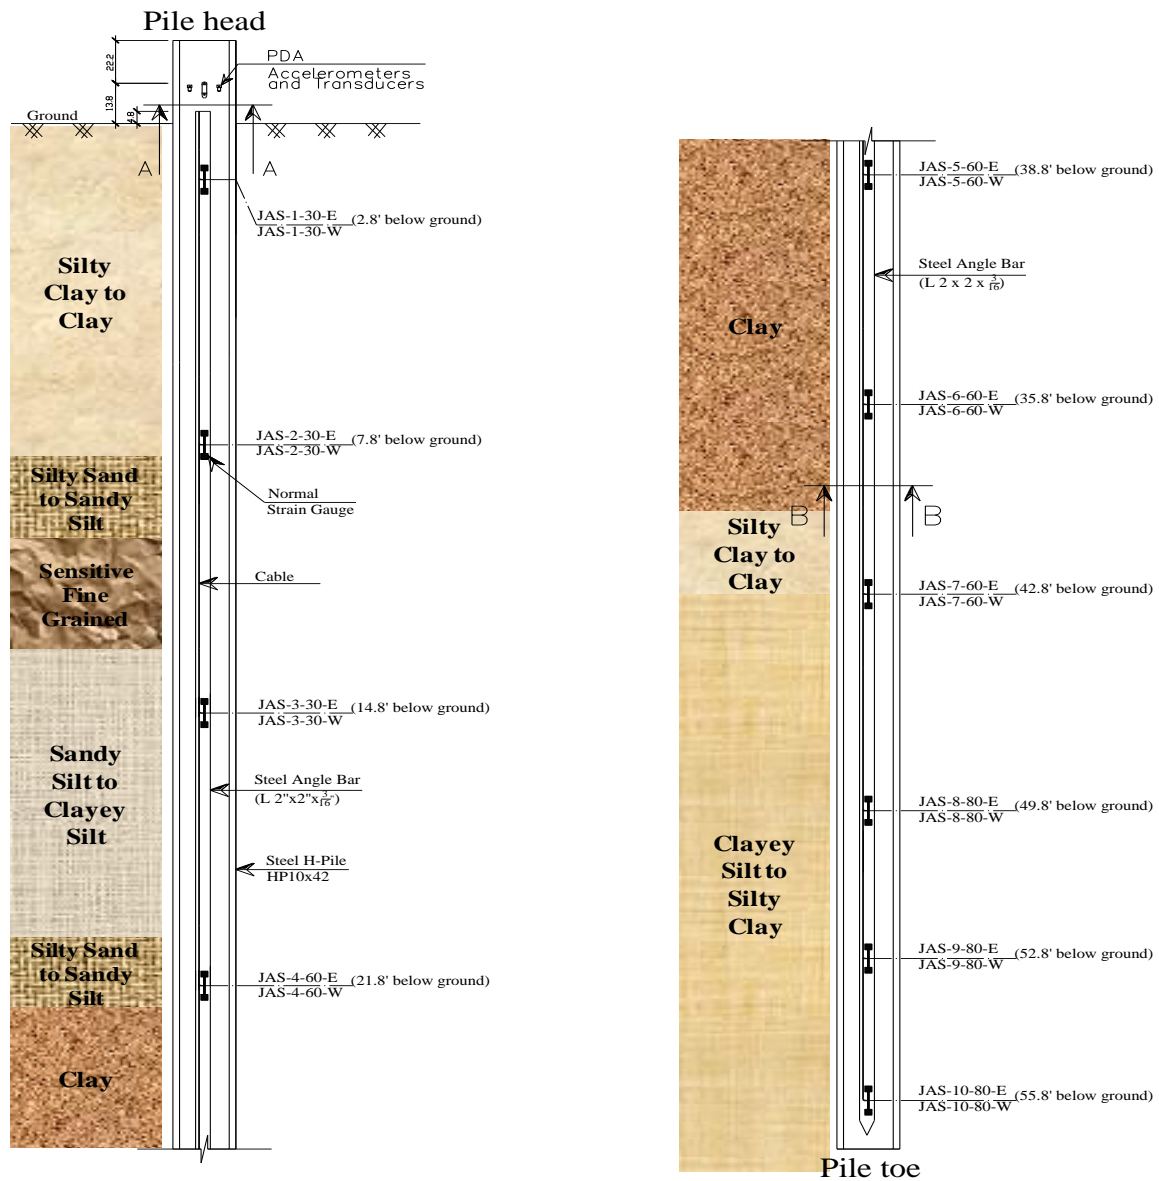 Pile head
PDA
Accelerometers
and Transducers
22.2
13.8
4.8
Ground
A
A
JAS-1-30-E (2.8' below ground)
JAS-1-30-W
Silty
Clay to
Clay
JAS-2-30-E (7.8' below ground)
JAS-2-30-W
Silty Sand
to Sandy
Silt
Normal
Strain Gauge
Sensitive
Fine
Grained
Cable
JAS-3-30-E (14.8' below ground)
JAS-3-30-W
Sandy
Silt to
Clayey
Silt
Steel Angle Bar
(L 2"x2"x3/16")
Steel H-Pile
HP10x42
Silty Sand
to Sandy
Silt
JAS-4-60-E (21.8' below ground)
JAS-4-60-W
Clay
JAS-5-60-E (38.8' below ground)
JAS-5-60-W
Steel Angle Bar
(L 2 x 2 x 3/16)
Clay
JAS-6-60-E (35.8' below ground)
JAS-6-60-W
B
B
Silty
Clay to
Clay
JAS-7-60-E (42.8' below ground)
JAS-7-60-W
JAS-8-80-E (49.8' below ground)
JAS-8-80-W
Clayey
Silt to
Silty
Clay
JAS-9-80-E (52.8' below ground)
JAS-9-80-W
JAS-10-80-E (55.8' below ground)
JAS-10-80-W
Pile toe